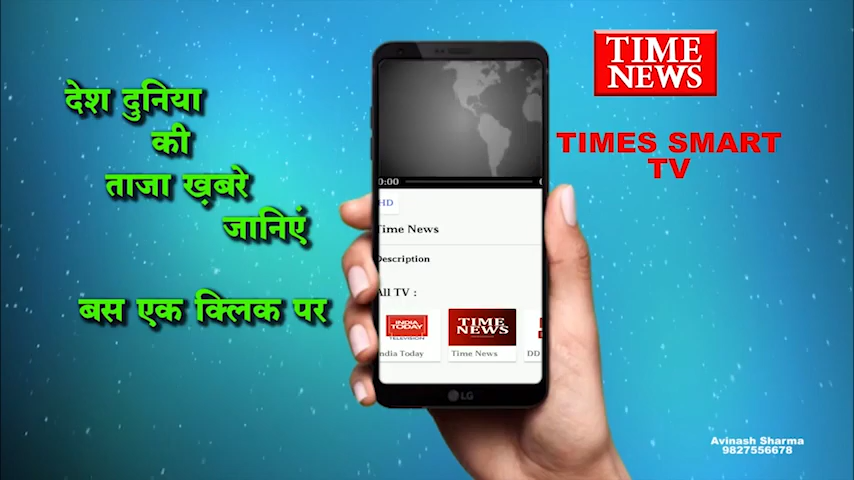 देश दुनिया
की
ताजा ख़बरे
जानिएं
बस एक क्लिक पर
TIME
NEWS
TIMES SMART
TV
0:00
HD
Time News
Description
All TV :
INDIA
TODAY
TELEVISION
TIME
NEWS
India Today
Time News
DD
LG
Avinash Sharma
9827556678